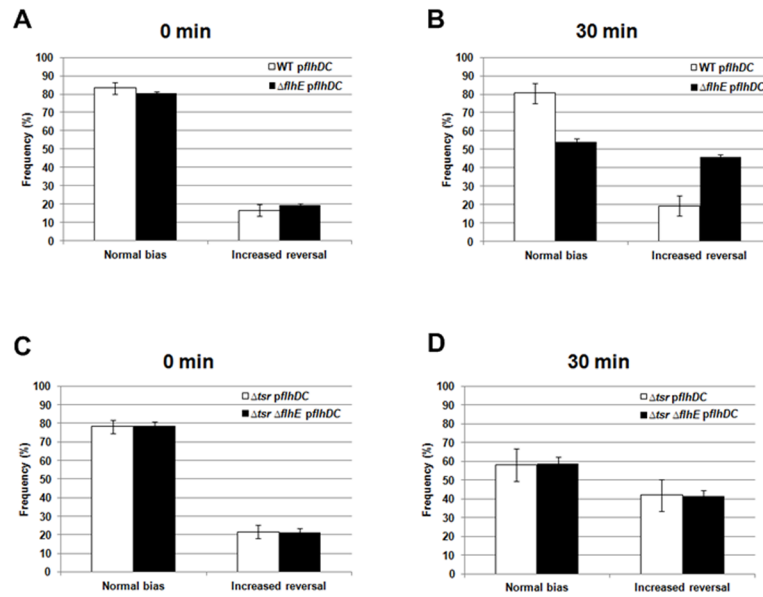 A
0 min
100
90
80
70
60
50
40
30
20
10
0
Frequency (%)
WT pflhDC
ΔflhE pflhDC
Normal bias
Increased reversal
B
30 min
100
90
80
70
60
50
40
30
20
10
0
Frequency (%)
WT pflhDC
ΔflhE pflhDC
Normal bias
Increased reversal
C
0 min
100
90
80
70
60
50
40
30
20
10
0
Frequency (%)
Δtsr pflhDC
Δtsr ΔflhE pflhDC
Normal bias
Increased reversal
D
30 min
100
90
80
70
60
50
40
30
20
10
0
Frequency (%)
Δtsr pflhDC
Δtsr ΔflhE pflhDC
Normal bias
Increased reversal